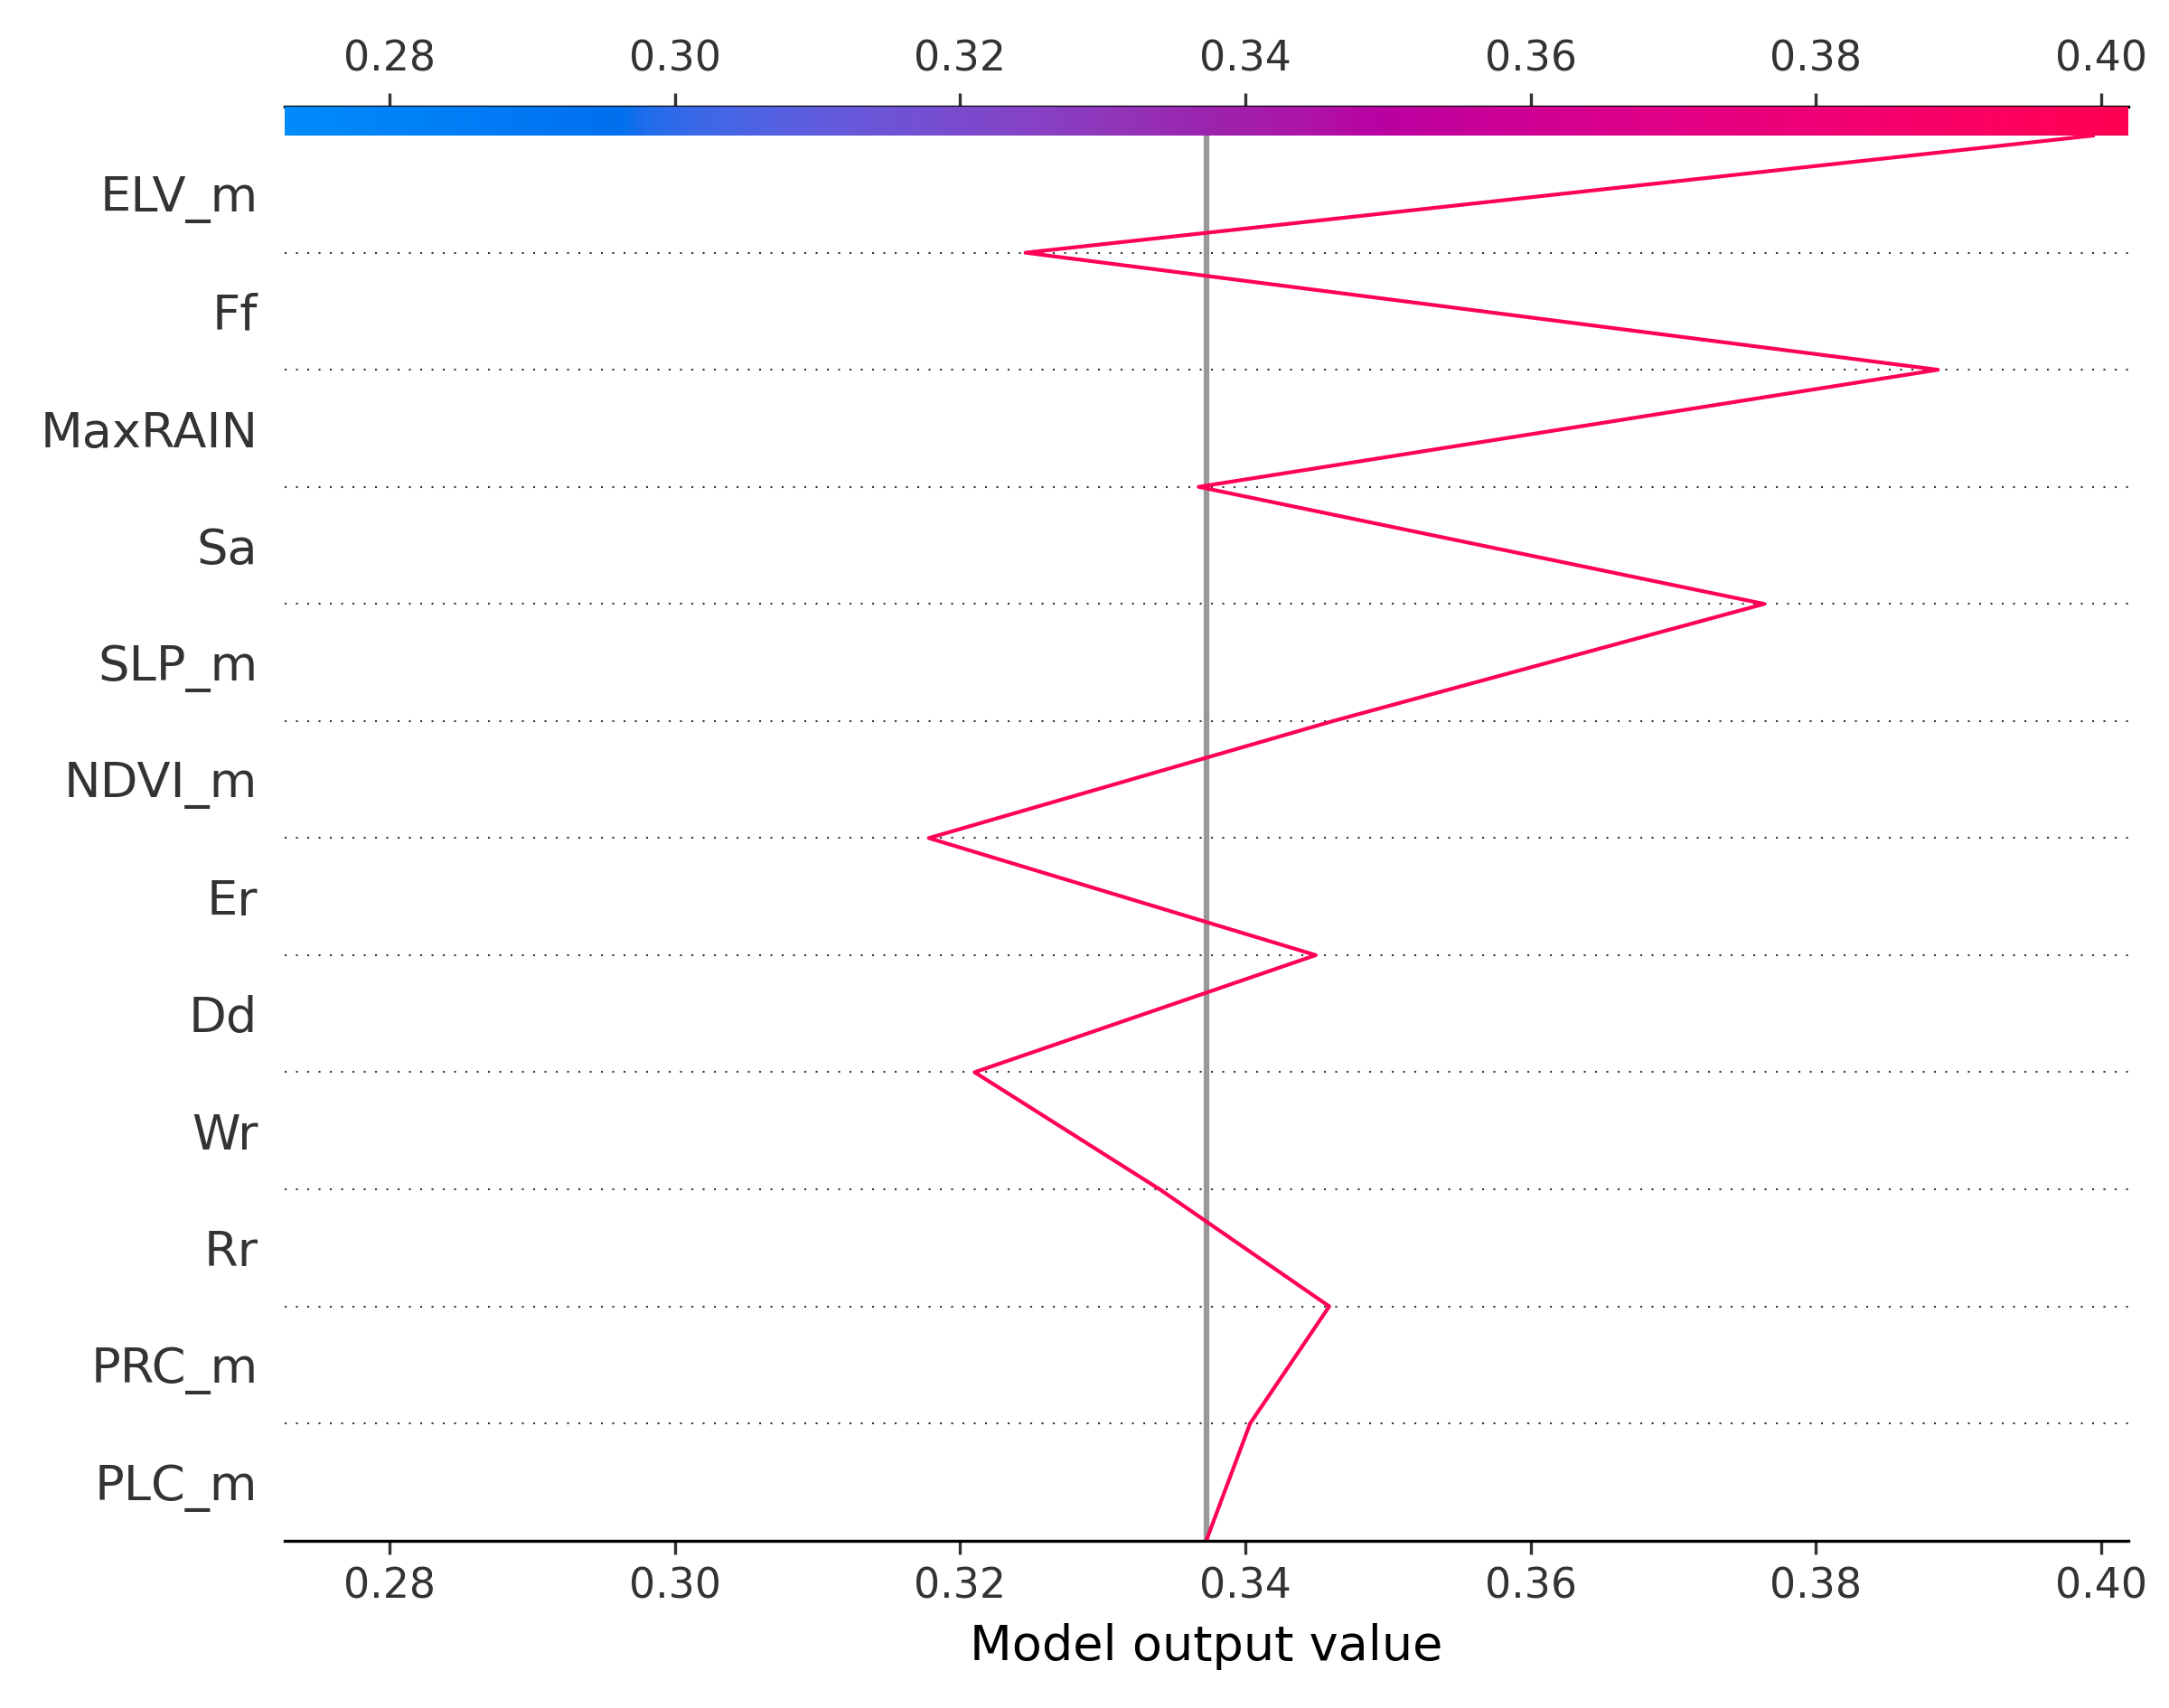 0.28 0.30 0.32 0.34 0.36 0.38 0.40
ELV_m
Ff
MaxRAIN
Sa
SLP_m
NDVI_m
Er
Dd
Wr
Rr
PRC_m
PLC_m
0.28 0.30 0.32 0.34 0.36 0.38 0.40
Model output value